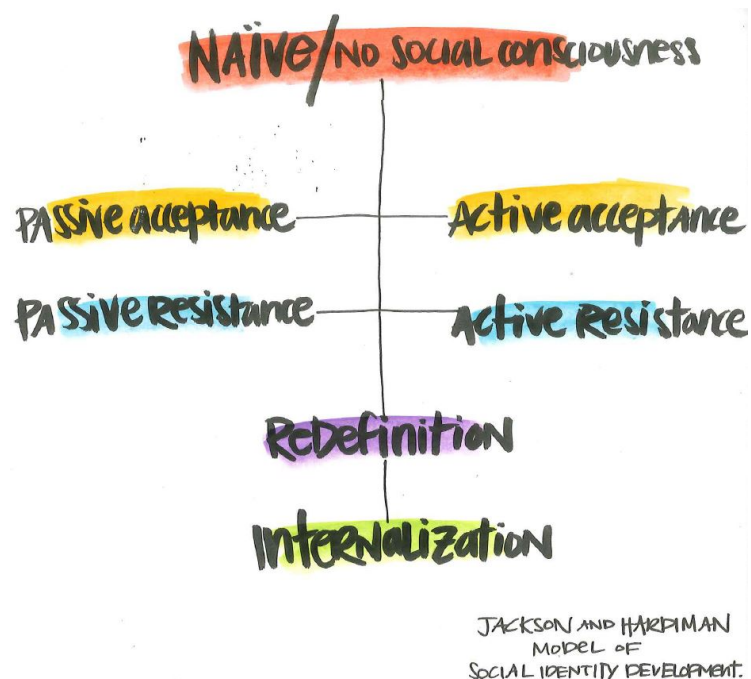 NAÏVE/NO SOCIAL CONSCIOUSNESS
PASSIVE ACCEPTANCE
ACTIVE ACCEPTANCE
PASSIVE RESISTANCE
ACTIVE RESISTANCE
REDEFINITION
INTERNALIZATION
JACKSON AND HARDIMAN
MODEL OF
SOCIAL IDENTITY DEVELOPMENT.